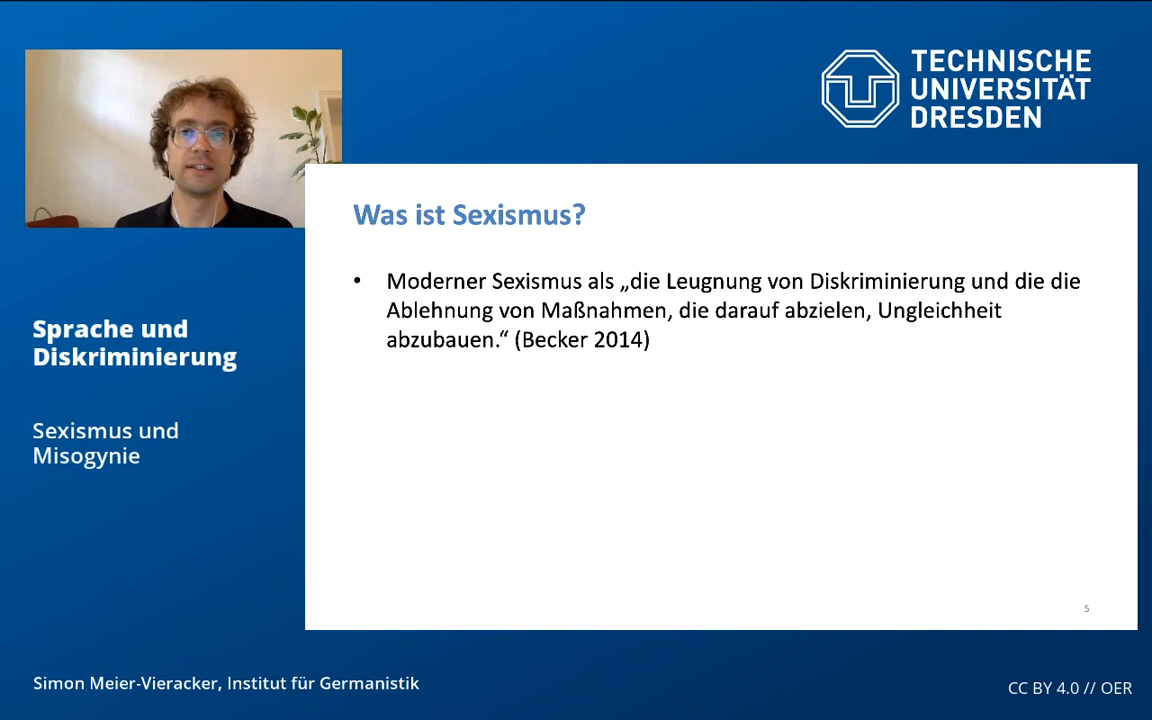 TECHNISCHE
UNIVERSITÄT
DRESDEN
Was ist Sexismus?
• Moderner Sexismus als „die Leugnung von Diskriminierung und die die
Ablehnung von Maßnahmen, die darauf abzielen, Ungleichheit
abzubauen.“ (Becker 2014)
Sprache und
Diskriminierung
Sexismus und
Misogynie
5
Simon Meier-Vieracker, Institut für Germanistik
CC BY 4.0 // OER